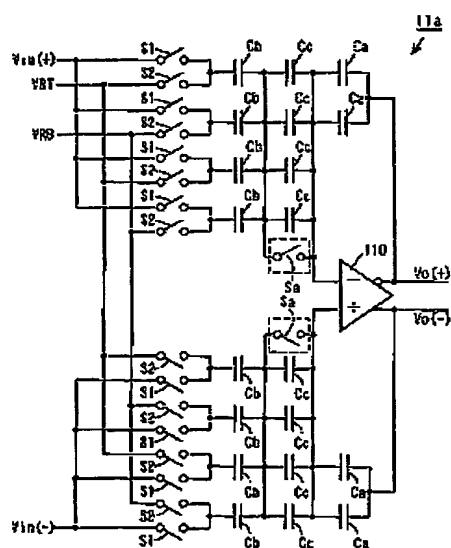 11a
S1 Cb Cc Ca
Vin(+)
S2
VRT
S1 Cb Cc Ca
S2
VRB
S1 Cb Cc
S2
S1 Cb Cc
S2
Sa
110
−
Vo(+)
Sa
+
Vo(-)
S2
S1 Cb Cc
S2
S1 Cb Cc
S2
S1 Cb Cc Ca
S2
Vin(-)
S1 Cb Cc Ca